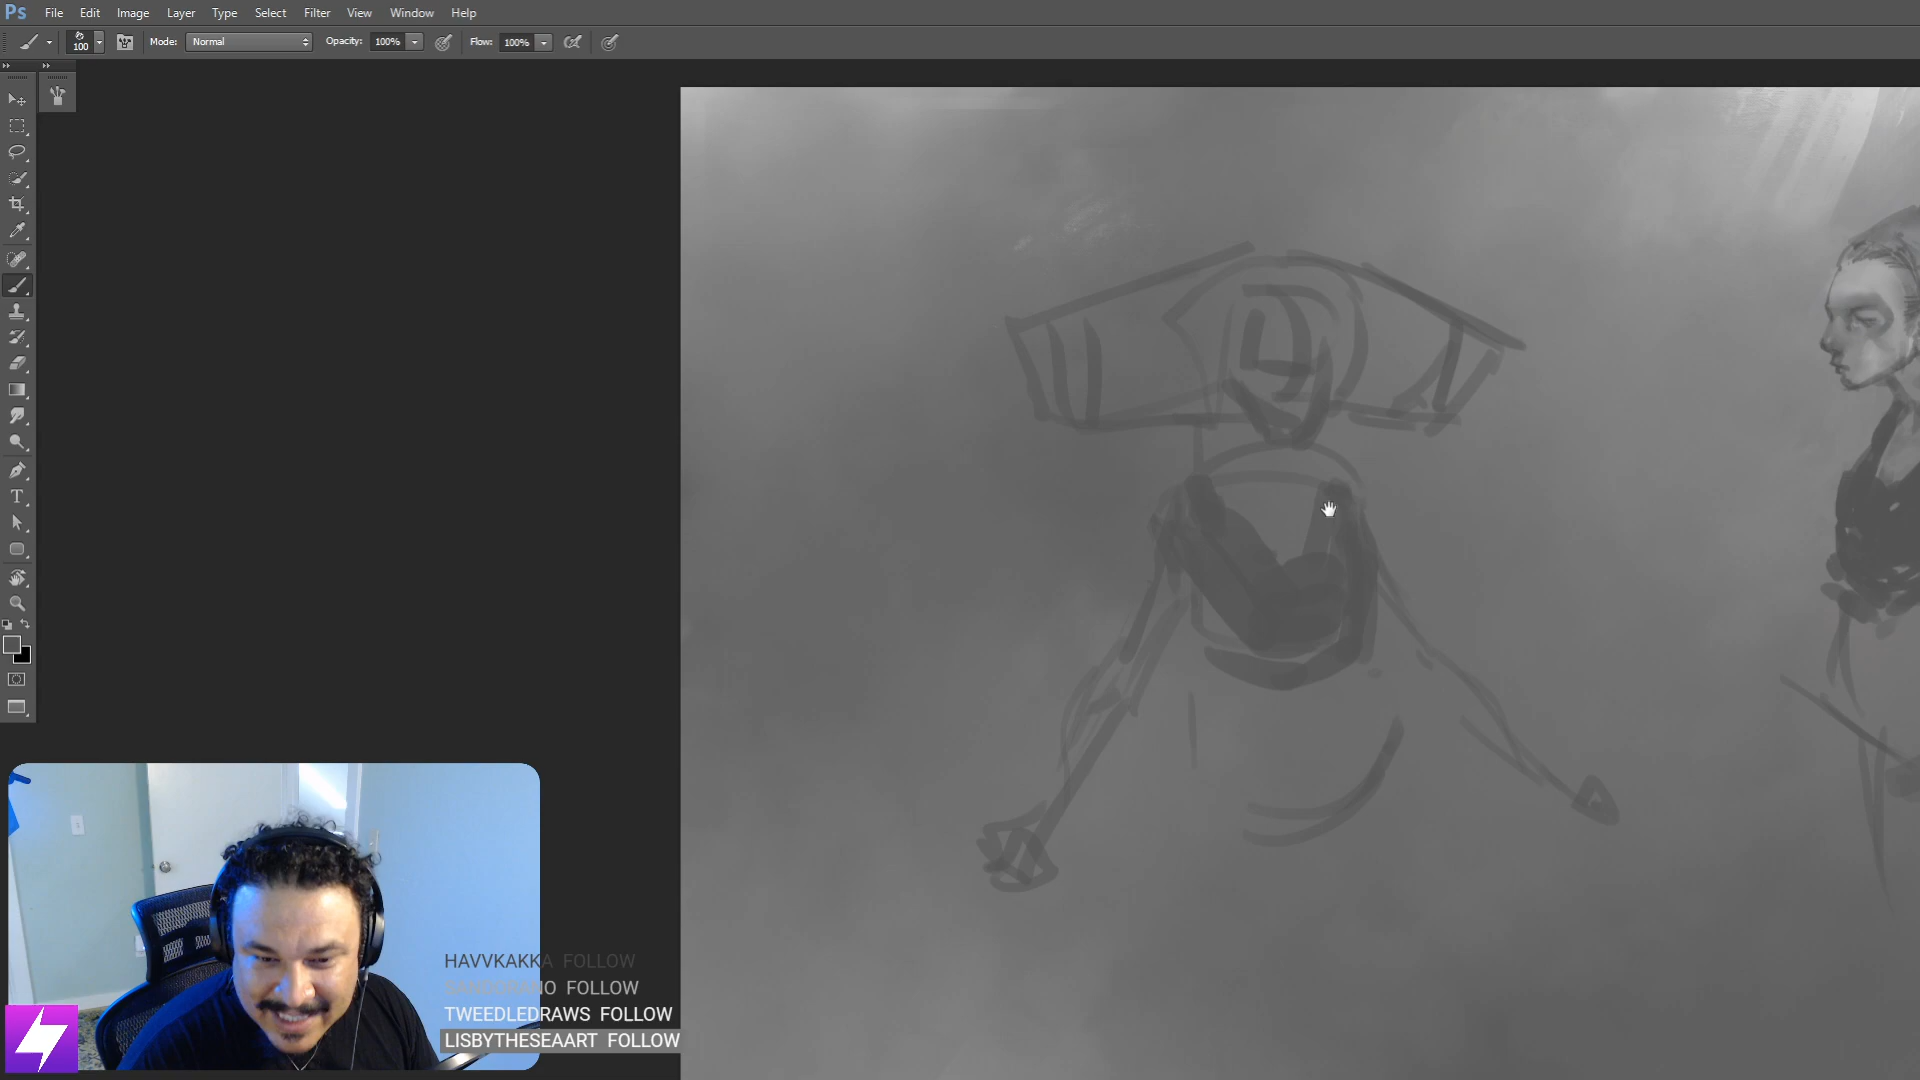 Ps File Edit Image Layer Type Select Filter View Window Help
100 Mode: Normal Opacity: 100% Flow: 100%
HAVVKAKKA FOLLOW
FOLLOW
TWEEDLEDRAWS FOLLOW
LISBYTHESEAART FOLLOW